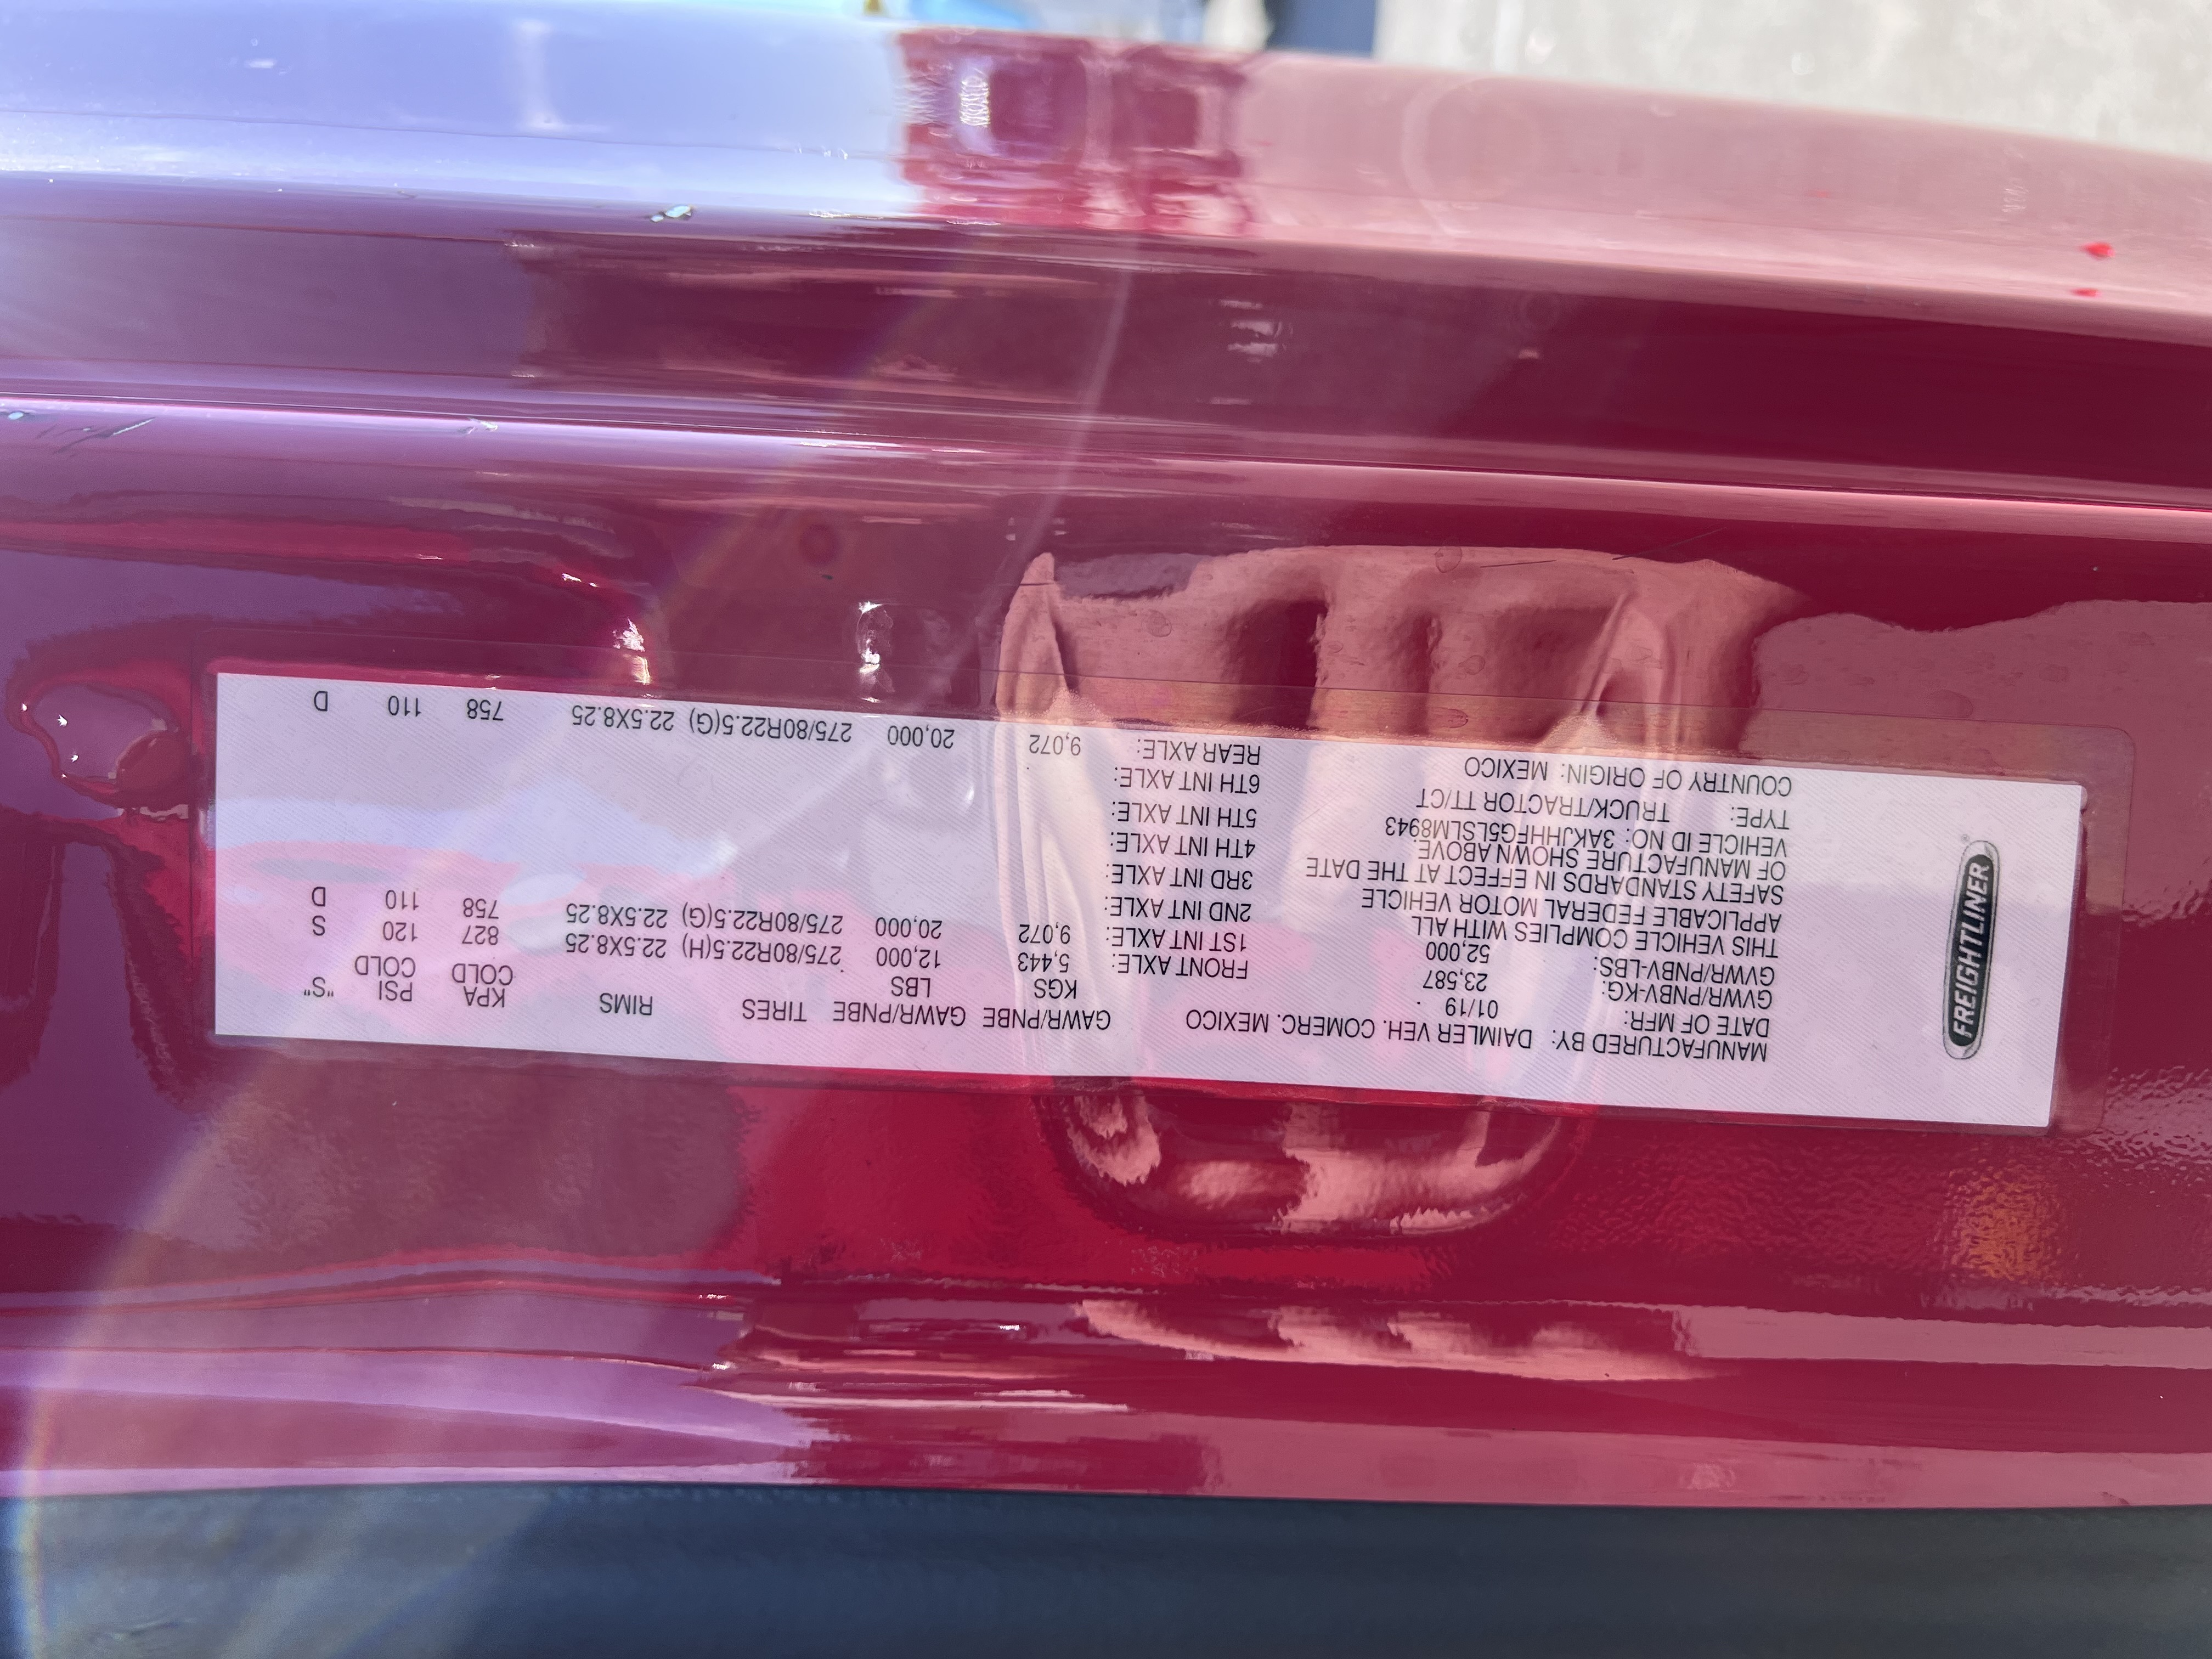 FREIGHTLINER
MANUFACTURED BY: DAIMLER VEH. COMERC. MEXICO
DATE OF MFR: 01/19
GVWR/PNBV-KG: 23,587
GVWR/PNBV-LBS: 52,000
THIS VEHICLE COMPLIES WITH ALL
APPLICABLE FEDERAL MOTOR VEHICLE
SAFETY STANDARDS IN EFFECT AT THE DATE
OF MANUFACTURE SHOWN ABOVE.
VEHICLE ID NO: 3AKJHHFG5LSLM8943
TYPE: TRUCK/TRACTOR TT/CT
COUNTRY OF ORIGIN: MEXICO
GAWR/PNBE GAWR/PNBE TIRES RIMS KPA PSI "S"
KGS LBS COLD COLD
FRONT AXLE: 5,443 12,000 275/80R22.5(H) 22.5X8.25 827 120 S
1ST INT AXLE: 9,072 20,000 275/80R22.5(G) 22.5X8.25 758 110 D
2ND INT AXLE:
3RD INT AXLE:
4TH INT AXLE:
5TH INT AXLE:
6TH INT AXLE:
REAR AXLE: 9,072 20,000 275/80R22.5(G) 22.5X8.25 758 110 D